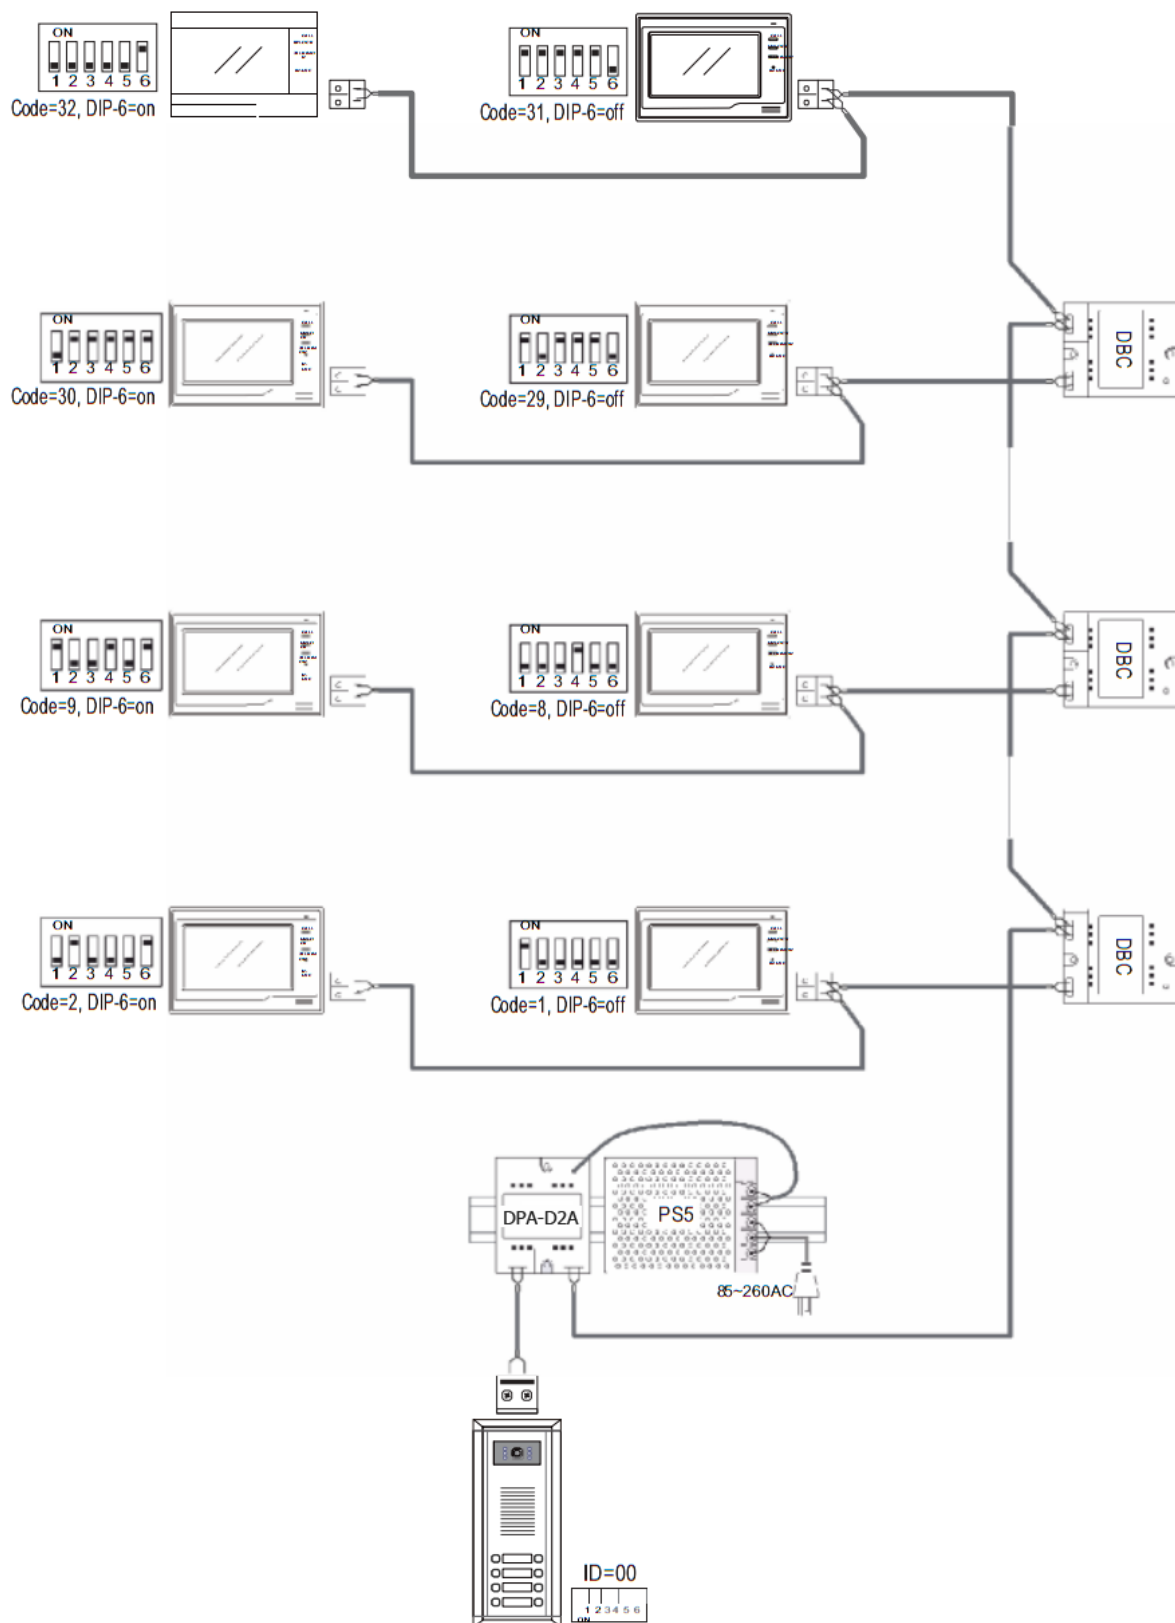 ON
1 2 3 4 5 6
Code=32, DIP-6=on
ON
1 2 3 4 5 6
Code=31, DIP-6=off
ON
1 2 3 4 5 6
Code=30, DIP-6=on
ON
1 2 3 4 5 6
Code=29, DIP-6=off
DBC
ON
1 2 3 4 5 6
Code=9, DIP-6=on
ON
1 2 3 4 5 6
Code=8, DIP-6=off
DBC
ON
1 2 3 4 5 6
Code=2, DIP-6=on
ON
1 2 3 4 5 6
Code=1, DIP-6=off
DBC
DPA-D2A
PS5
85~260AC
ID=00
1 2 3 4 5 6
ON